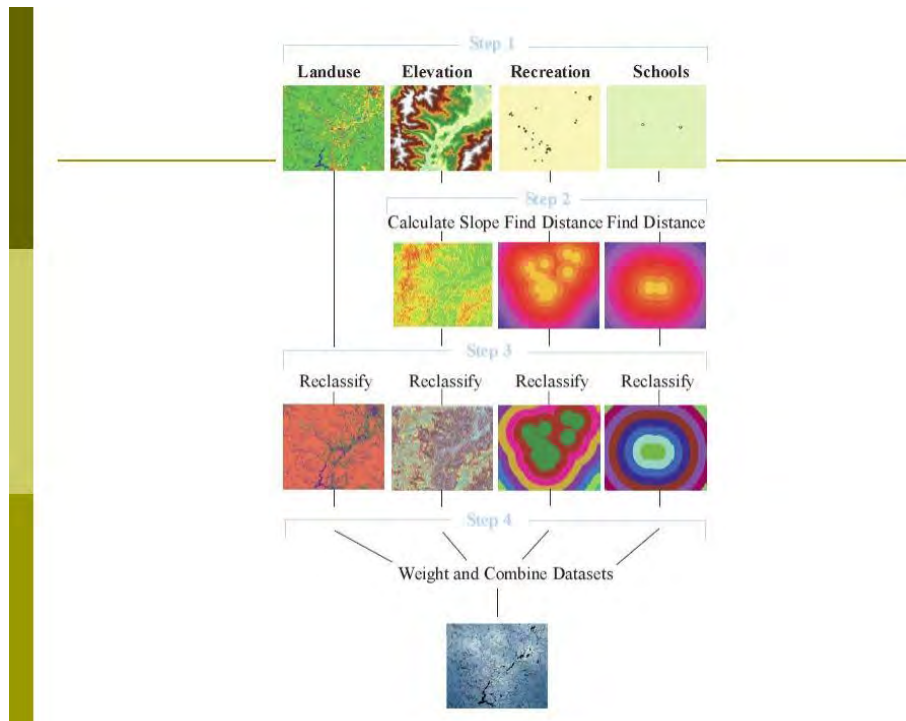 Step 1
Landuse Elevation Recreation Schools
Step 2
Calculate Slope Find Distance Find Distance
Step 3
Reclassify Reclassify Reclassify Reclassify
Step 4
Weight and Combine Datasets